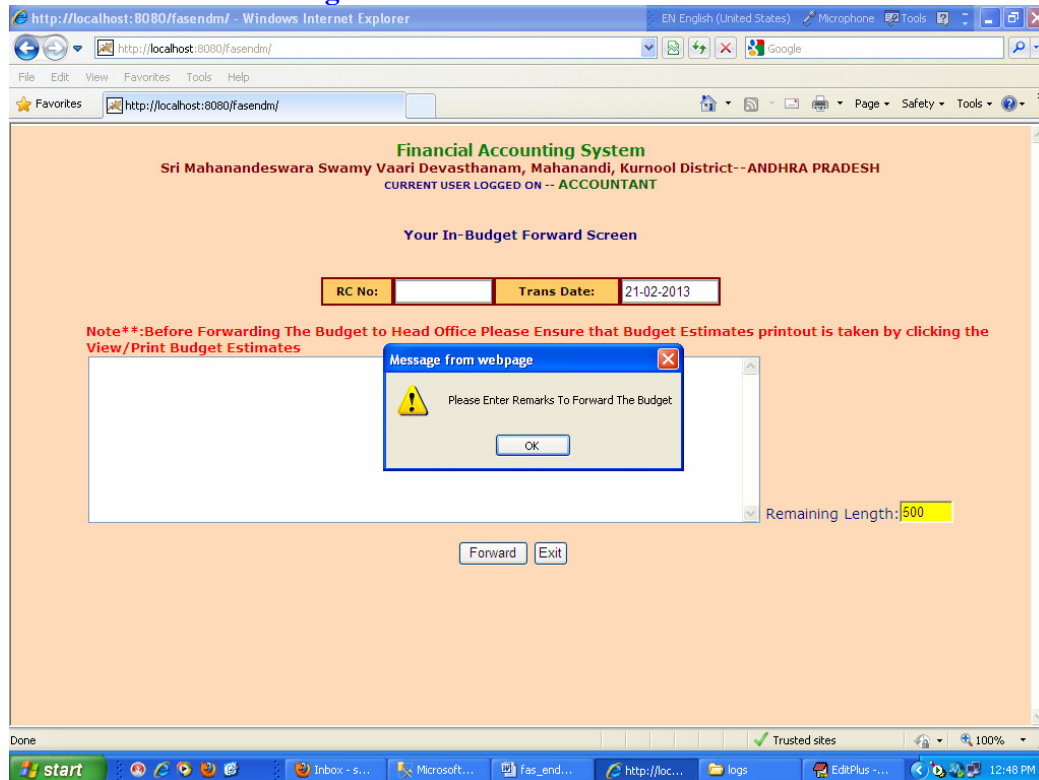 http://localhost:8080/fasendm/ - Windows Internet Explorer
EN English (United States) Microphone Tools
http://localhost:8080/fasendm/
Google
File Edit View Favorites Tools Help
Favorites http://localhost:8080/fasendm/ Page Safety Tools
Financial Accounting System
Sri Mahanandeswara Swamy Vaari Devasthanam, Mahanandi, Kurnool District--ANDHRA PRADESH
CURRENT USER LOGGED ON -- ACCOUNTANT
Your In-Budget Forward Screen
RC No: Trans Date: 21-02-2013
Note**:Before Forwarding The Budget to Head Office Please Ensure that Budget Estimates printout is taken by clicking the
View/Print Budget Estimates
Message from webpage
Please Enter Remarks To Forward The Budget
OK
Remaining Length:500
Forward Exit
Done Trusted sites 100%
start Inbox - s... Microsoft... fas_end... http://loc... logs EditPlus -... 12:48 PM